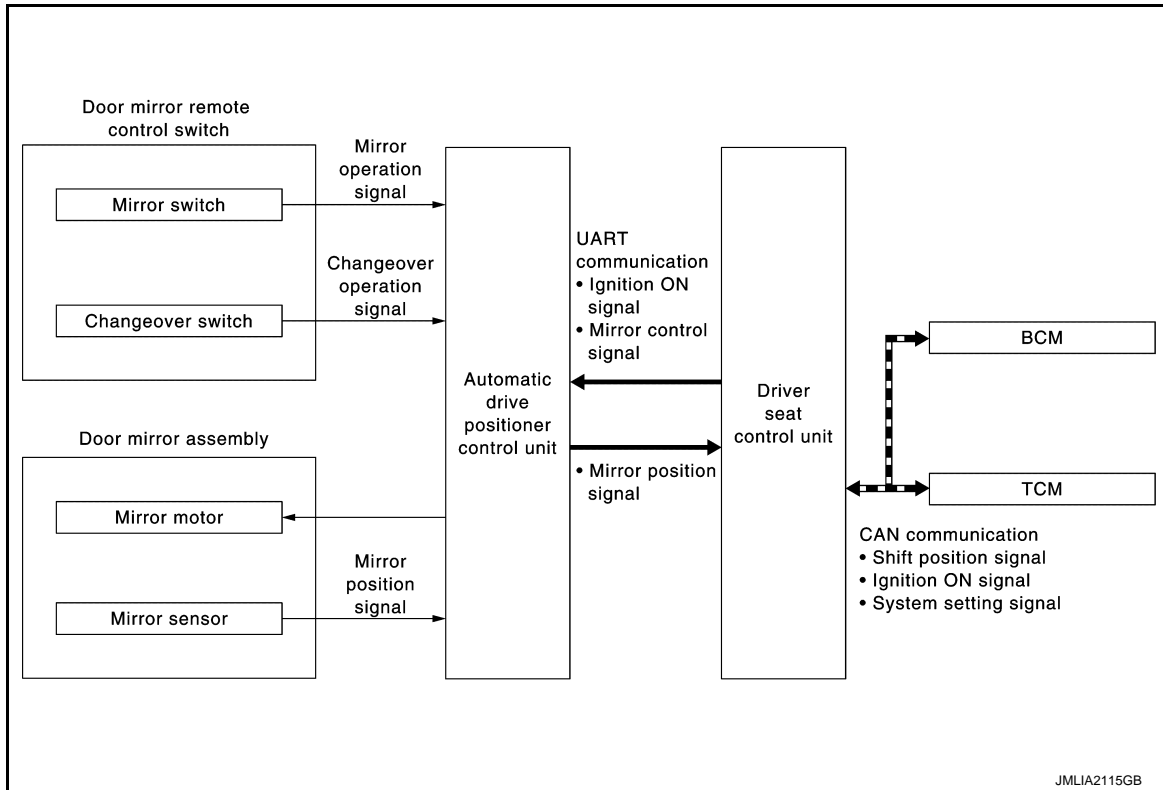 Door mirror remote
control switch
Mirror switch
Changeover switch
Mirror
operation
signal
Changeover
operation
signal
Door mirror assembly
Mirror motor
Mirror sensor
Mirror
position
signal
Automatic
drive
positioner
control unit
UART
communication
• Ignition ON
signal
• Mirror control
signal
• Mirror position
signal
Driver
seat
control unit
BCM
TCM
CAN communication
• Shift position signal
• Ignition ON signal
• System setting signal
JMLIA2115GB